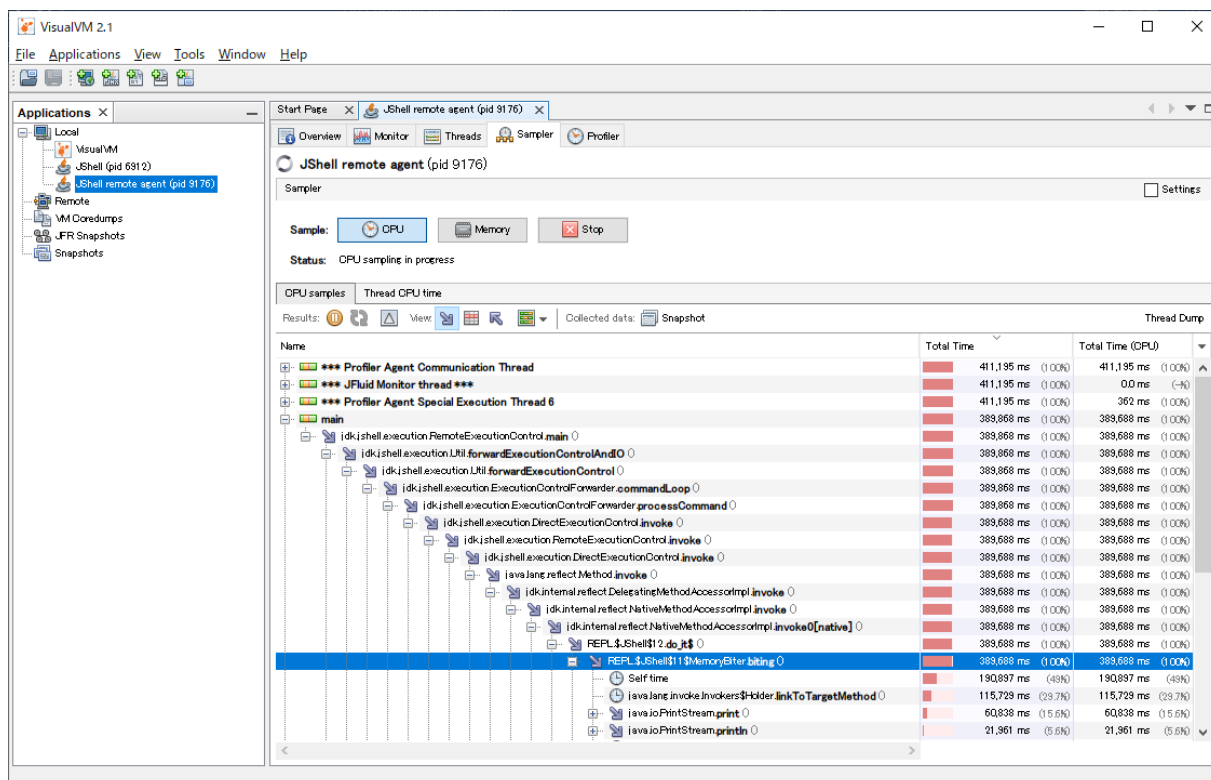 VisualVM 2.1
File Applications View Tools Window Help
Applications
Local
VisualVM
JShell (pid 6912)
JShell remote agent (pid 9176)
Remote
VM Coredumps
JFR Snapshots
Snapshots
Start Page JShell remote agent (pid 9176)
Overview Monitor Threads Sampler Profiler
JShell remote agent (pid 9176)
Sampler Settings
Sample: CPU Memory Stop
Status: CPU sampling in progress
CPU samples Thread CPU time
Results: View: Collected data: Snapshot Thread Dump
Name Total Time Total Time (CPU)
*** Profiler Agent Communication Thread 411,195 ms (100%) 411,195 ms (100%)
*** JFluid Monitor thread *** 411,195 ms (100%) 0.0 ms (-%)
*** Profiler Agent Special Execution Thread 6 411,195 ms (100%) 362 ms (100%)
main 389,868 ms (100%) 389,688 ms (100%)
jdk.jshell.execution.RemoteExecutionControl.main () 389,868 ms (100%) 389,688 ms (100%)
jdk.jshell.execution.Util.forwardExecutionControlAndIO () 389,868 ms (100%) 389,688 ms (100%)
jdk.jshell.execution.Util.forwardExecutionControl () 389,868 ms (100%) 389,688 ms (100%)
jdk.jshell.execution.ExecutionControlForwarder.commandLoop () 389,868 ms (100%) 389,688 ms (100%)
jdk.jshell.execution.ExecutionControlForwarder.processCommand () 389,868 ms (100%) 389,688 ms (100%)
jdk.jshell.execution.DirectExecutionControl.invoke () 389,688 ms (100%) 389,688 ms (100%)
jdk.jshell.execution.RemoteExecutionControl.invoke () 389,688 ms (100%) 389,688 ms (100%)
jdk.jshell.execution.DirectExecutionControl.invoke () 389,688 ms (100%) 389,688 ms (100%)
java.lang.reflect.Method.invoke () 389,688 ms (100%) 389,688 ms (100%)
jdk.internal.reflect.DelegatingMethodAccessorImpl.invoke () 389,688 ms (100%) 389,688 ms (100%)
jdk.internal.reflect.NativeMethodAccessorImpl.invoke () 389,688 ms (100%) 389,688 ms (100%)
jdk.internal.reflect.NativeMethodAccessorImpl.invoke0[native] () 389,688 ms (100%) 389,688 ms (100%)
REPL.$JShell$12.do_it$ () 389,688 ms (100%) 389,688 ms (100%)
REPL.$JShell$11$MemoryBiter.biting () 389,688 ms (100%) 389,688 ms (100%)
Self time 190,897 ms (49%) 190,897 ms (49%)
java.lang.invoke.Invokers$Holder.linkToTargetMethod () 115,729 ms (29.7%) 115,729 ms (29.7%)
java.io.PrintStream.print () 60,838 ms (15.6%) 60,838 ms (15.6%)
java.io.PrintStream.println () 21,961 ms (5.6%) 21,961 ms (5.6%)